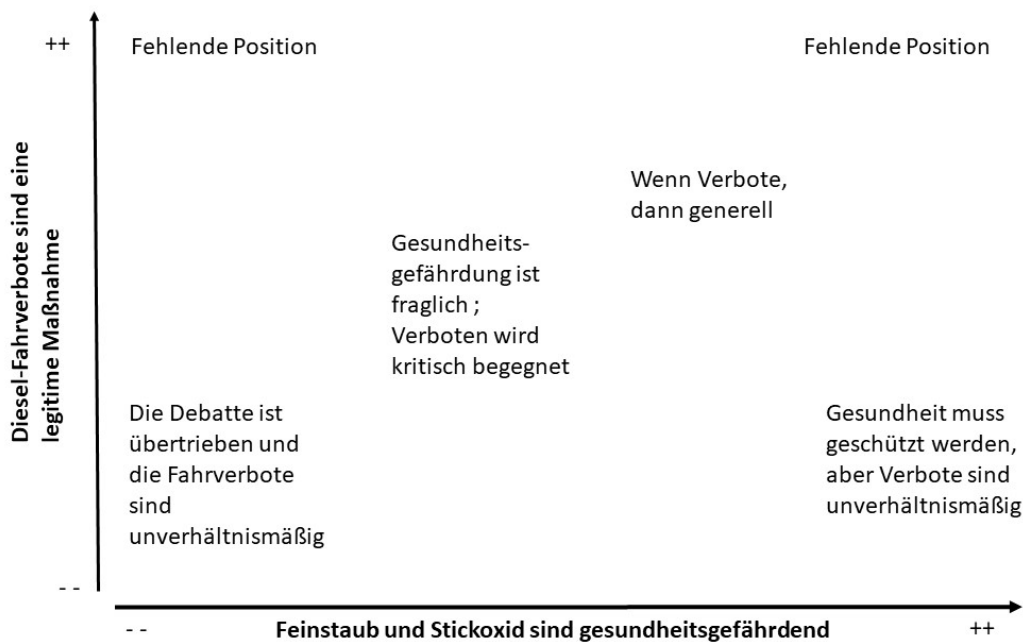 ++
Fehlende Position
Fehlende Position
Diesel-Fahrverbote sind eine
legitime Maßnahme
Wenn Verbote,
dann generell
Gesundheits-
gefährdung ist
fraglich ;
Verboten wird
kritisch begegnet
Die Debatte ist
übertrieben und
die Fahrverbote
sind
unverhältnismäßig
Gesundheit muss
geschützt werden,
aber Verbote sind
unverhältnismäßig
- -
- -
Feinstaub und Stickoxid sind gesundheitsgefährdend
++